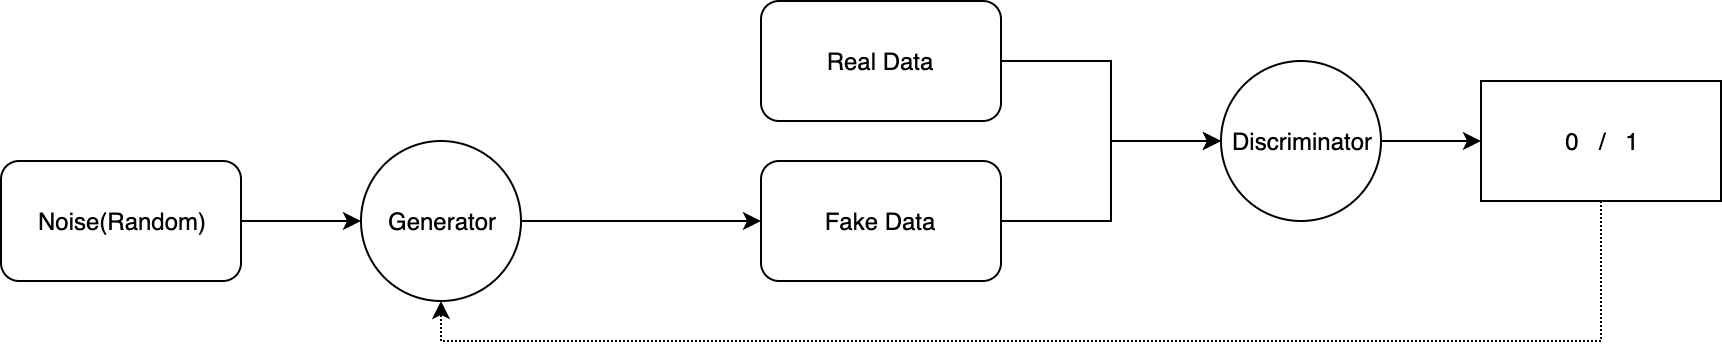 Real Data
Noise(Random)
Generator
Fake Data
Discriminator
0 / 1